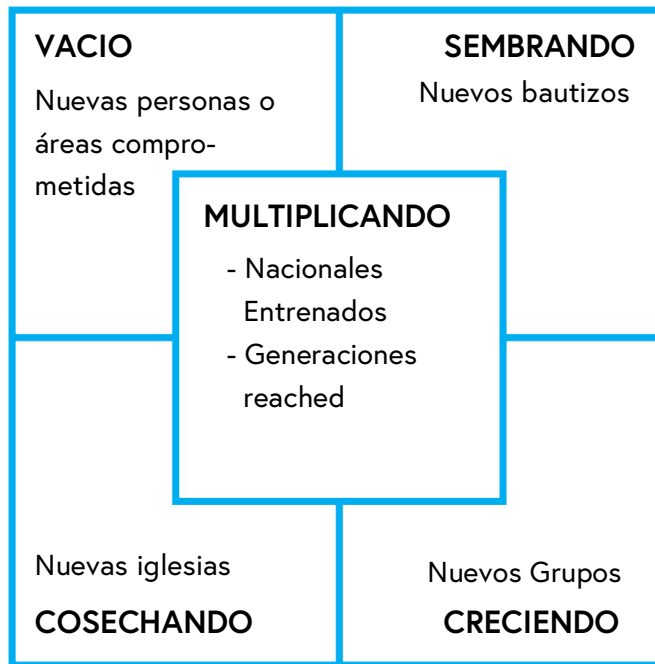 VACIO
Nuevas personas o
áreas compro-
metidas
SEMBRANDO
Nuevos bautizos
MULTIPLICANDO
- Nacionales
Entrenados
- Generaciones
reached
Nuevas iglesias
COSECHANDO
Nuevos Grupos
CRECIENDO